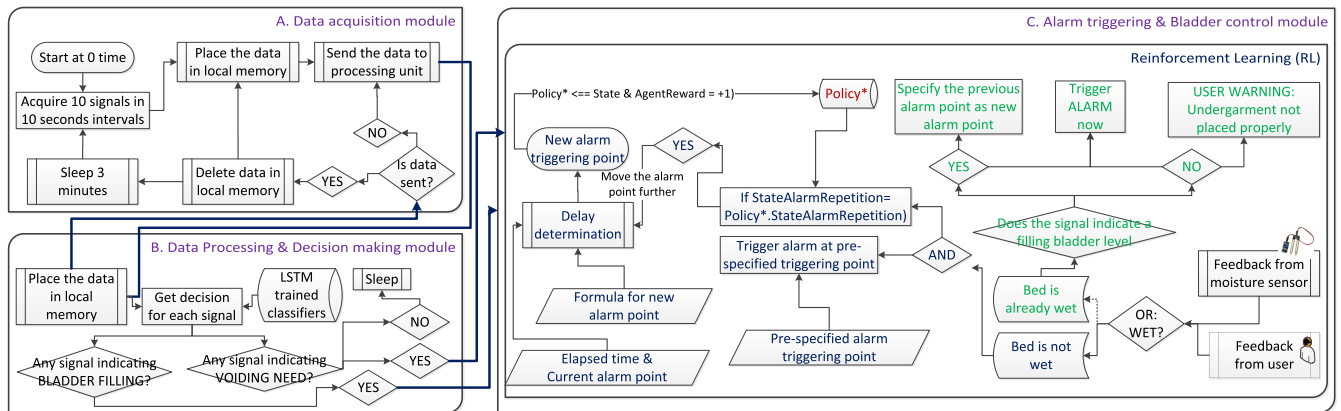 A. Data acquisition module
Start at 0 time
Acquire 10 signals in
10 seconds intervals
Place the data
in local memory
Send the data to
processing unit
NO
Is data
sent?
YES
Delete data in
local memory
Sleep 3
minutes
B. Data Processing & Decision making module
Place the data
in local
memory
Get decision
for each signal
LSTM
trained
classifiers
Sleep
NO
Any signal indicating
BLADDER FILLING?
Any signal indicating
VOIDING NEED?
YES
YES
C. Alarm triggering & Bladder control module
Reinforcement Learning (RL)
Policy* <== State & AgentReward = +1)
Policy*
New alarm
triggering point
YES
Move the alarm
point further
Delay
determination
If StateAlarmRepetition=
Policy*.StateAlarmRepetition)
Trigger alarm at pre-
specified triggering point
AND
Formula for new
alarm point
Pre-specified alarm
triggering point
Elapsed time &
Current alarm point
Specify the previous
alarm point as new
alarm point
Trigger
ALARM
now
USER WARNING:
Undergarment not
placed properly
YES
NO
Does the signal indicate a
filling bladder level
Bed is
already wet
Bed is not
wet
OR:
WET?
Feedback from
moisture sensor
Feedback
from user